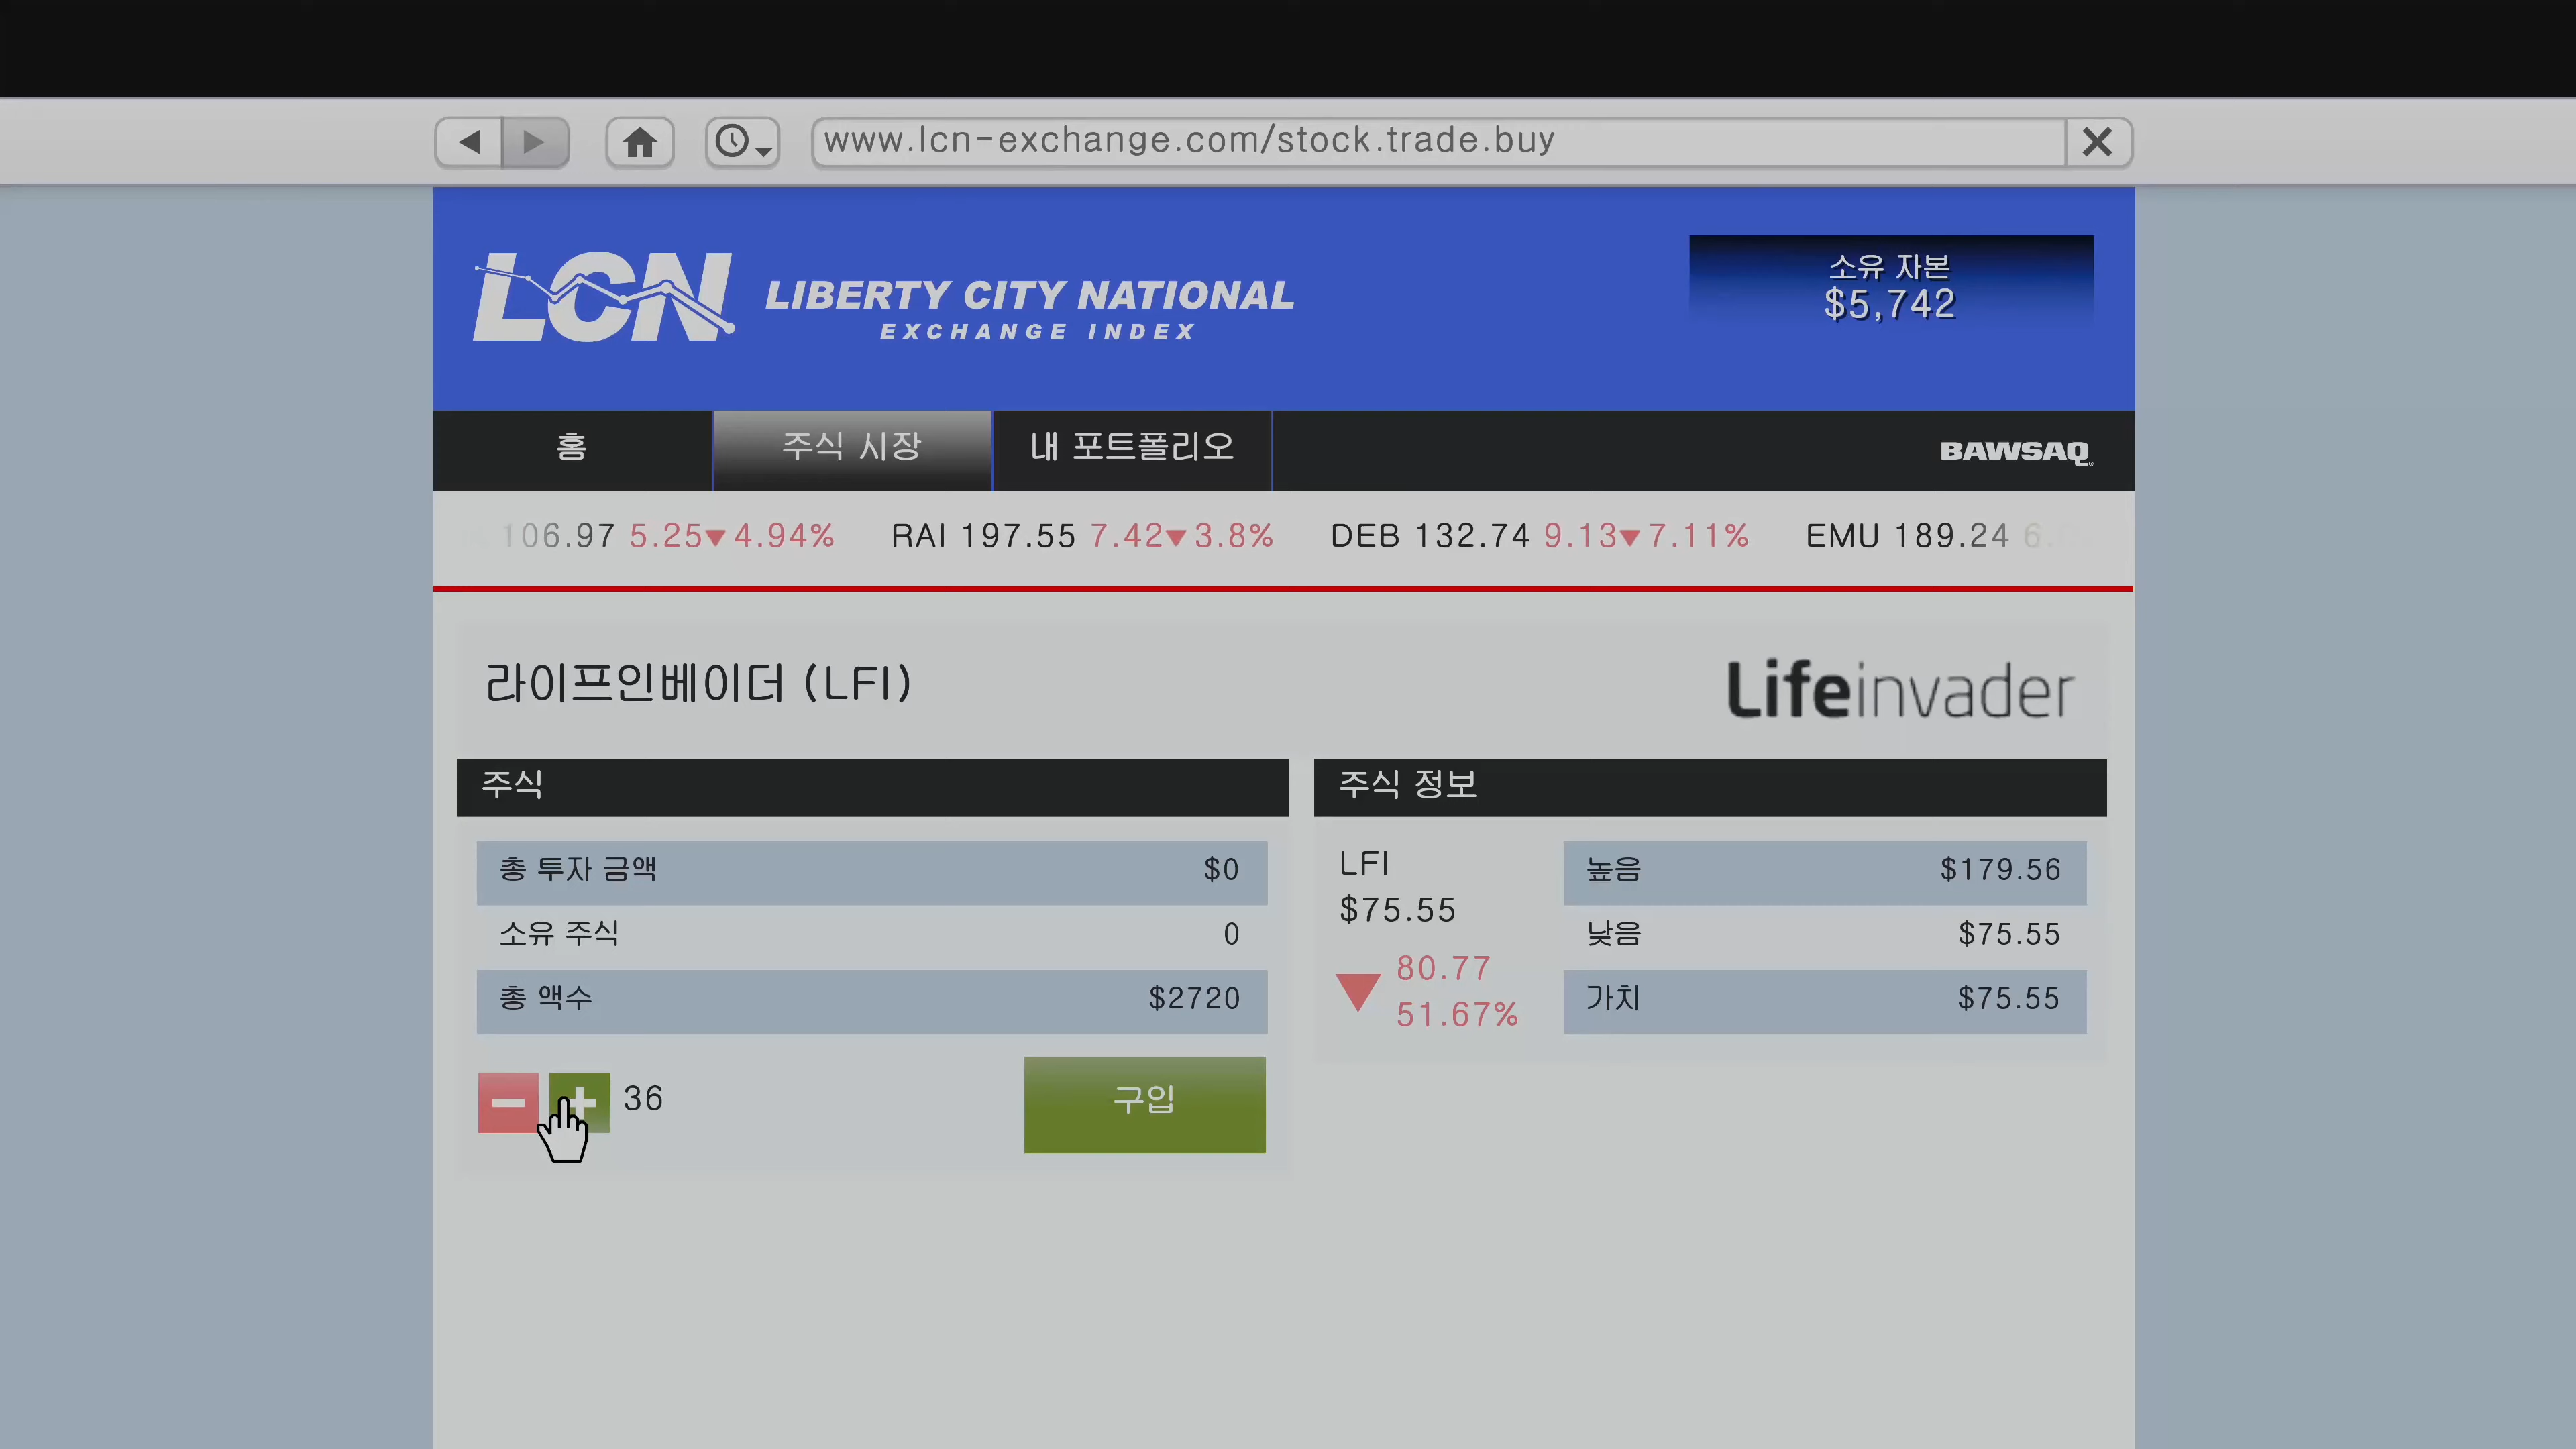 www.lcn-exchange.com/stock.trade.buy
LCN LIBERTY CITY NATIONAL
EXCHANGE INDEX
소유 자본
$5,742
홈 주식 시장 내 포트폴리오 BAWSAQ
106.97 5.25▼4.94% RAI 197.55 7.42▼3.8% DEB 132.74 9.13▼7.11% EMU 189.24
라이프인베이더 (LFI) Lifeinvader
주식
총 투자 금액 $0
소유 주식 0
총 액수 $2720
36
구입
주식 정보
LFI
$75.55
▼ 80.77
51.67%
높음 $179.56
낮음 $75.55
가치 $75.55